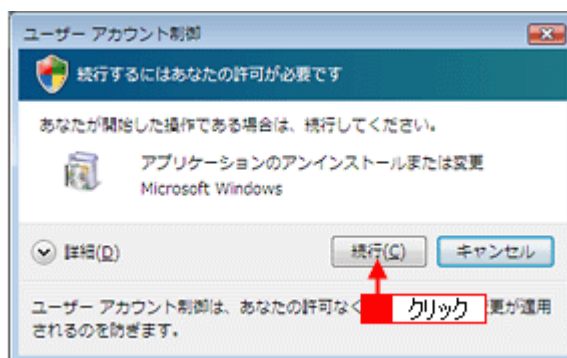 ユーザー アカウント制御
続行するにはあなたの許可が必要です
あなたが開始した操作である場合は、続行してください。
アプリケーションのアンインストールまたは変更
Microsoft Windows
詳細(D)
続行(C)
キャンセル
ユーザー アカウント制御は、あなたの許可なく
クリック
更が適用
されるのを防ぎます。